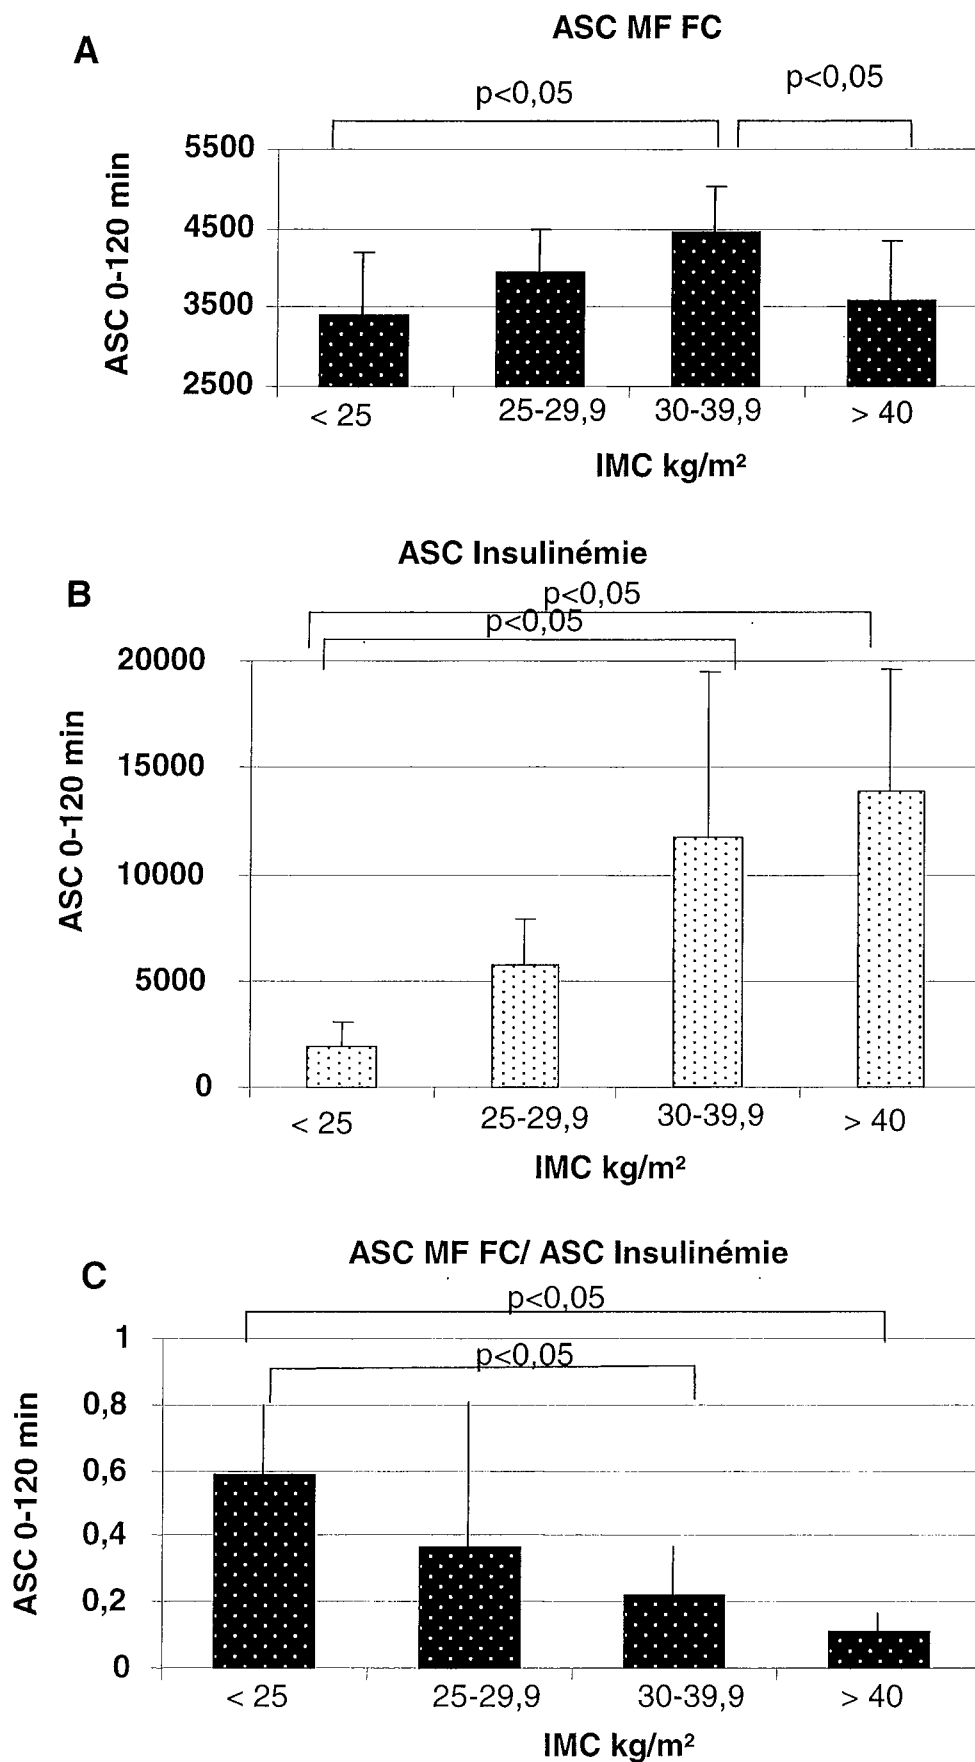 A
ASC MF FC
p<0,05
p<0,05
ASC 0-120 min
5500
4500
3500
2500
< 25
25-29,9
30-39,9
> 40
IMC kg/m²
B
ASC Insulinémie
p<0,05
p<0,05
ASC 0-120 min
20000
15000
10000
5000
0
< 25
25-29,9
30-39,9
> 40
IMC kg/m²
C
ASC MF FC/ ASC Insulinémie
p<0,05
p<0,05
ASC 0-120 min
1
0,8
0,6
0,4
0,2
0
< 25
25-29,9
30-39,9
> 40
IMC kg/m²